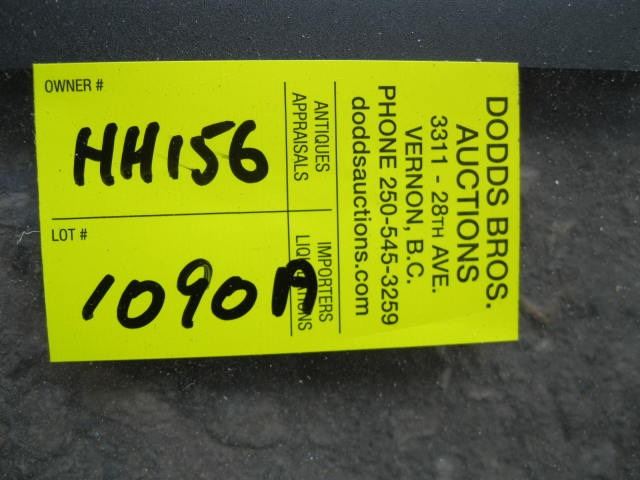 OWNER #
HH156
LOT #
1090A
ANTIQUES
APPRAISALS
IMPORTERS
LIQUIDATIONS
DODDS BROS.
AUCTIONS
3311 - 28TH AVE.
VERNON, B.C.
PHONE 250-545-3259
doddsauctions.com